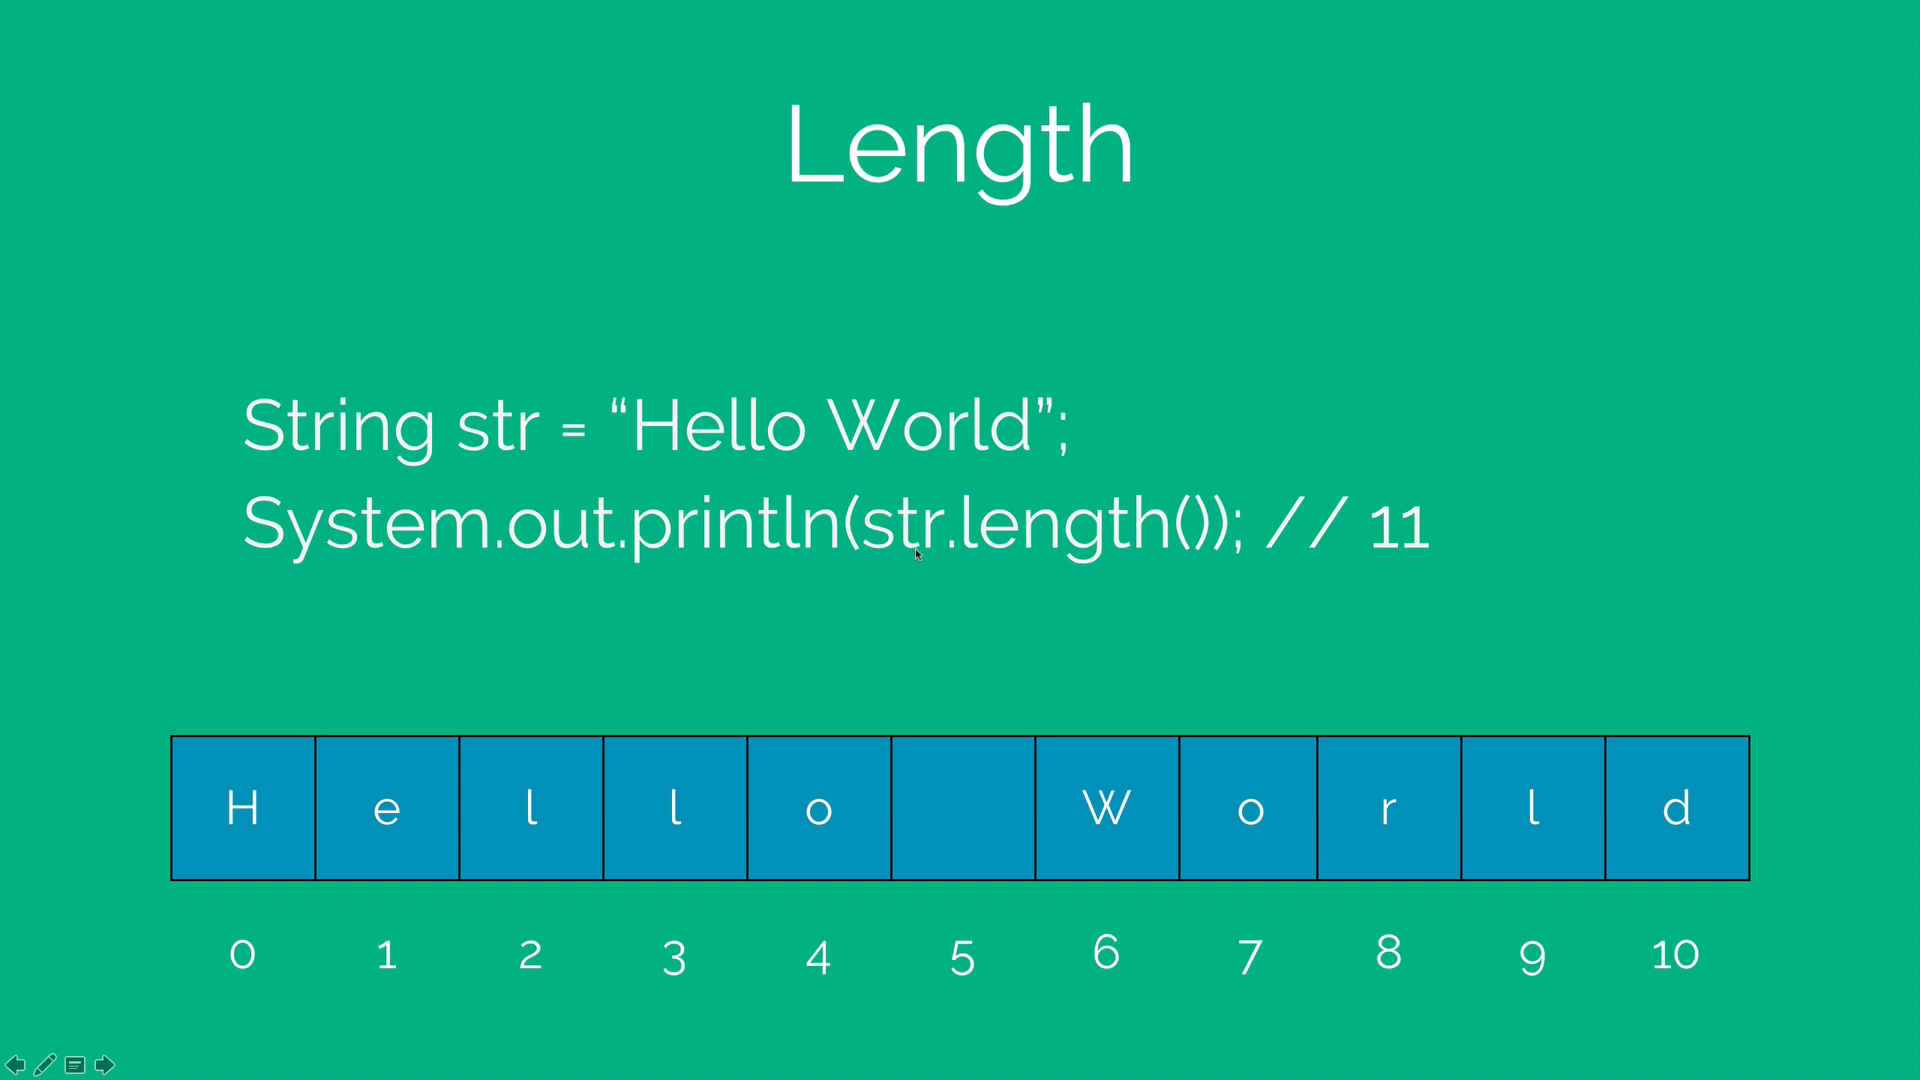 Length
String str = “Hello World”;
System.out.println(str.length()); // 11
H e l l o W o r l d
0 1 2 3 4 5 6 7 8 9 10